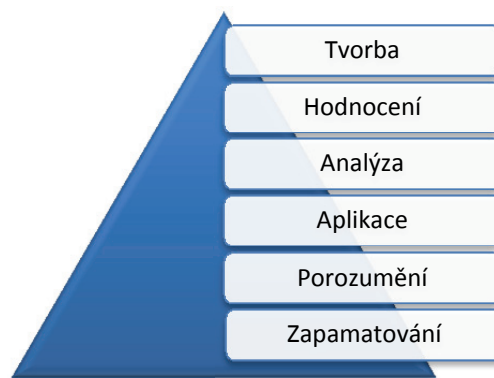 Tvorba
Hodnocení
Analýza
Aplikace
Porozumění
Zapamatování